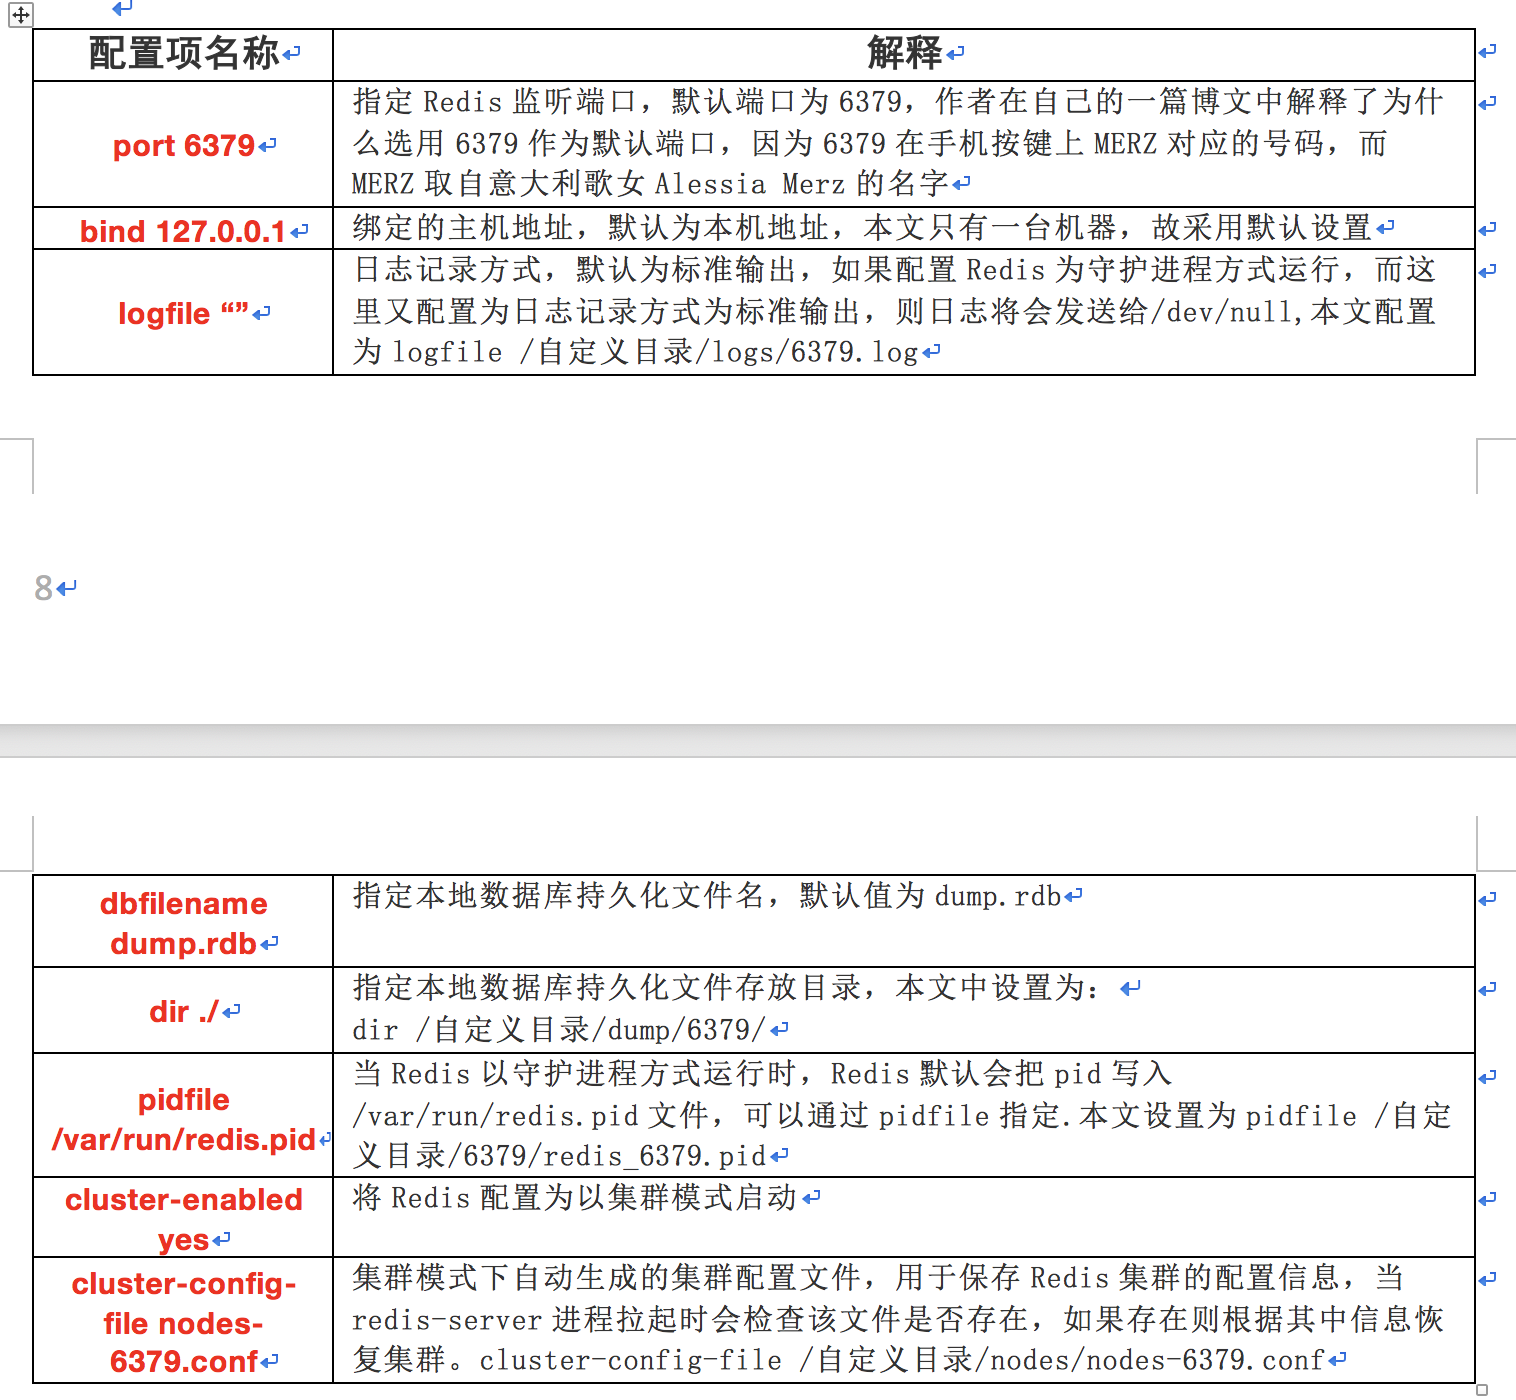 配置项名称 解释
port 6379
指定 Redis 监听端口，默认端口为 6379，作者在自己的一篇博文中解释了为什
么选用 6379 作为默认端口，因为 6379 在手机按键上 MERZ 对应的号码，而
MERZ 取自意大利歌女 Alessia Merz 的名字
bind 127.0.0.1
绑定的主机地址，默认为本机地址，本文只有一台机器，故采用默认设置
logfile “”
日志记录方式，默认为标准输出，如果配置 Redis 为守护进程方式运行，而这
里又配置为日志记录方式为标准输出，则日志将会发送给/dev/null,本文配置
为 logfile /自定义目录/logs/6379.log
8
dbfilename
dump.rdb
指定本地数据库持久化文件名，默认值为 dump.rdb
dir ./
指定本地数据库持久化文件存放目录，本文中设置为：
dir /自定义目录/dump/6379/
pidfile
/var/run/redis.pid
当 Redis 以守护进程方式运行时，Redis 默认会把 pid 写入
/var/run/redis.pid 文件，可以通过 pidfile 指定.本文设置为 pidfile /自定
义目录/6379/redis_6379.pid
cluster-enabled
yes
将 Redis 配置为以集群模式启动
cluster-config-
file nodes-
6379.conf
集群模式下自动生成的集群配置文件，用于保存 Redis 集群的配置信息，当
redis-server 进程拉起时会检查该文件是否存在，如果存在则根据其中信息恢
复集群。cluster-config-file /自定义目录/nodes/nodes-6379.conf